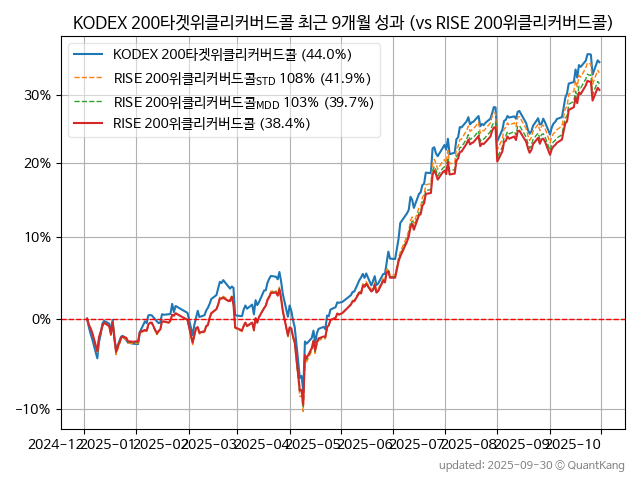 KODEX 200타겟위클리커버드콜 최근 9개월 성과 (vs RISE 200위클리커버드콜)
KODEX 200타겟위클리커버드콜 (44.0%)
RISE 200위클리커버드콜STD 108% (41.9%)
RISE 200위클리커버드콜MDD 103% (39.7%)
RISE 200위클리커버드콜 (38.4%)
30%
20%
10%
0%
−10%
2024-12 2025-01 2025-02 2025-03 2025-04 2025-05 2025-06 2025-07 2025-08 2025-09 2025-10
updated: 2025-09-30 © QuantKang